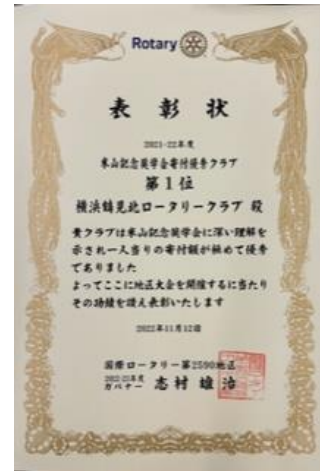 Rotary
表彰状
2021-22年度
米山記念奨学会寄付優秀クラブ
第1位
横浜鶴見北ロータリークラブ 殿
貴クラブは米山記念奨学会に深い理解を
示され一人当りの寄付額が極めて優秀
でありました
よってここに地区大会を開催するに当たり
その功績を讃え表彰いたします
2022年11月12日
国際ロータリー第2590地区
2022-23年度
ガバナー 志村雄治